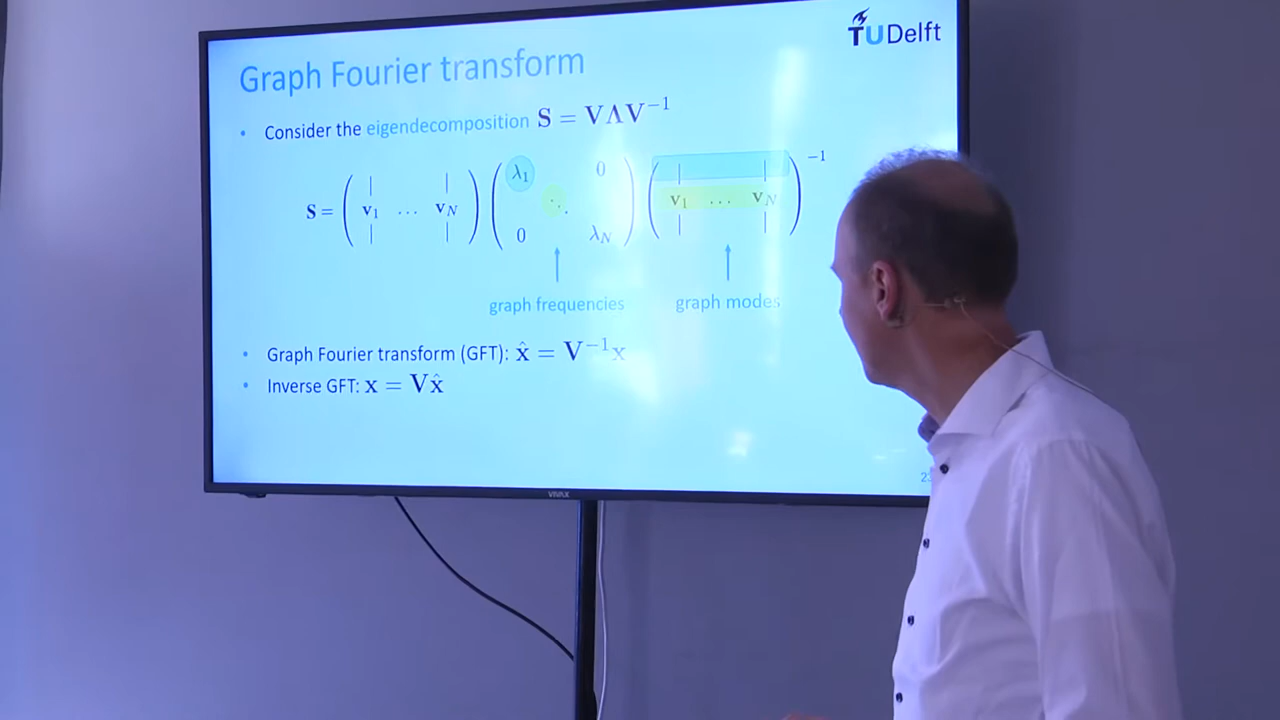 TUDelft
Graph Fourier transform
• Consider the eigendecomposition S = VΛV⁻¹
S = ( v₁ … v_N ) ( λ₁ 0 ⋱ 0 λ_N ) ( v₁ … v_N )⁻¹
graph frequencies graph modes
• Graph Fourier transform (GFT): x̂ = V⁻¹x
• Inverse GFT: x = Vx̂
VIVAX